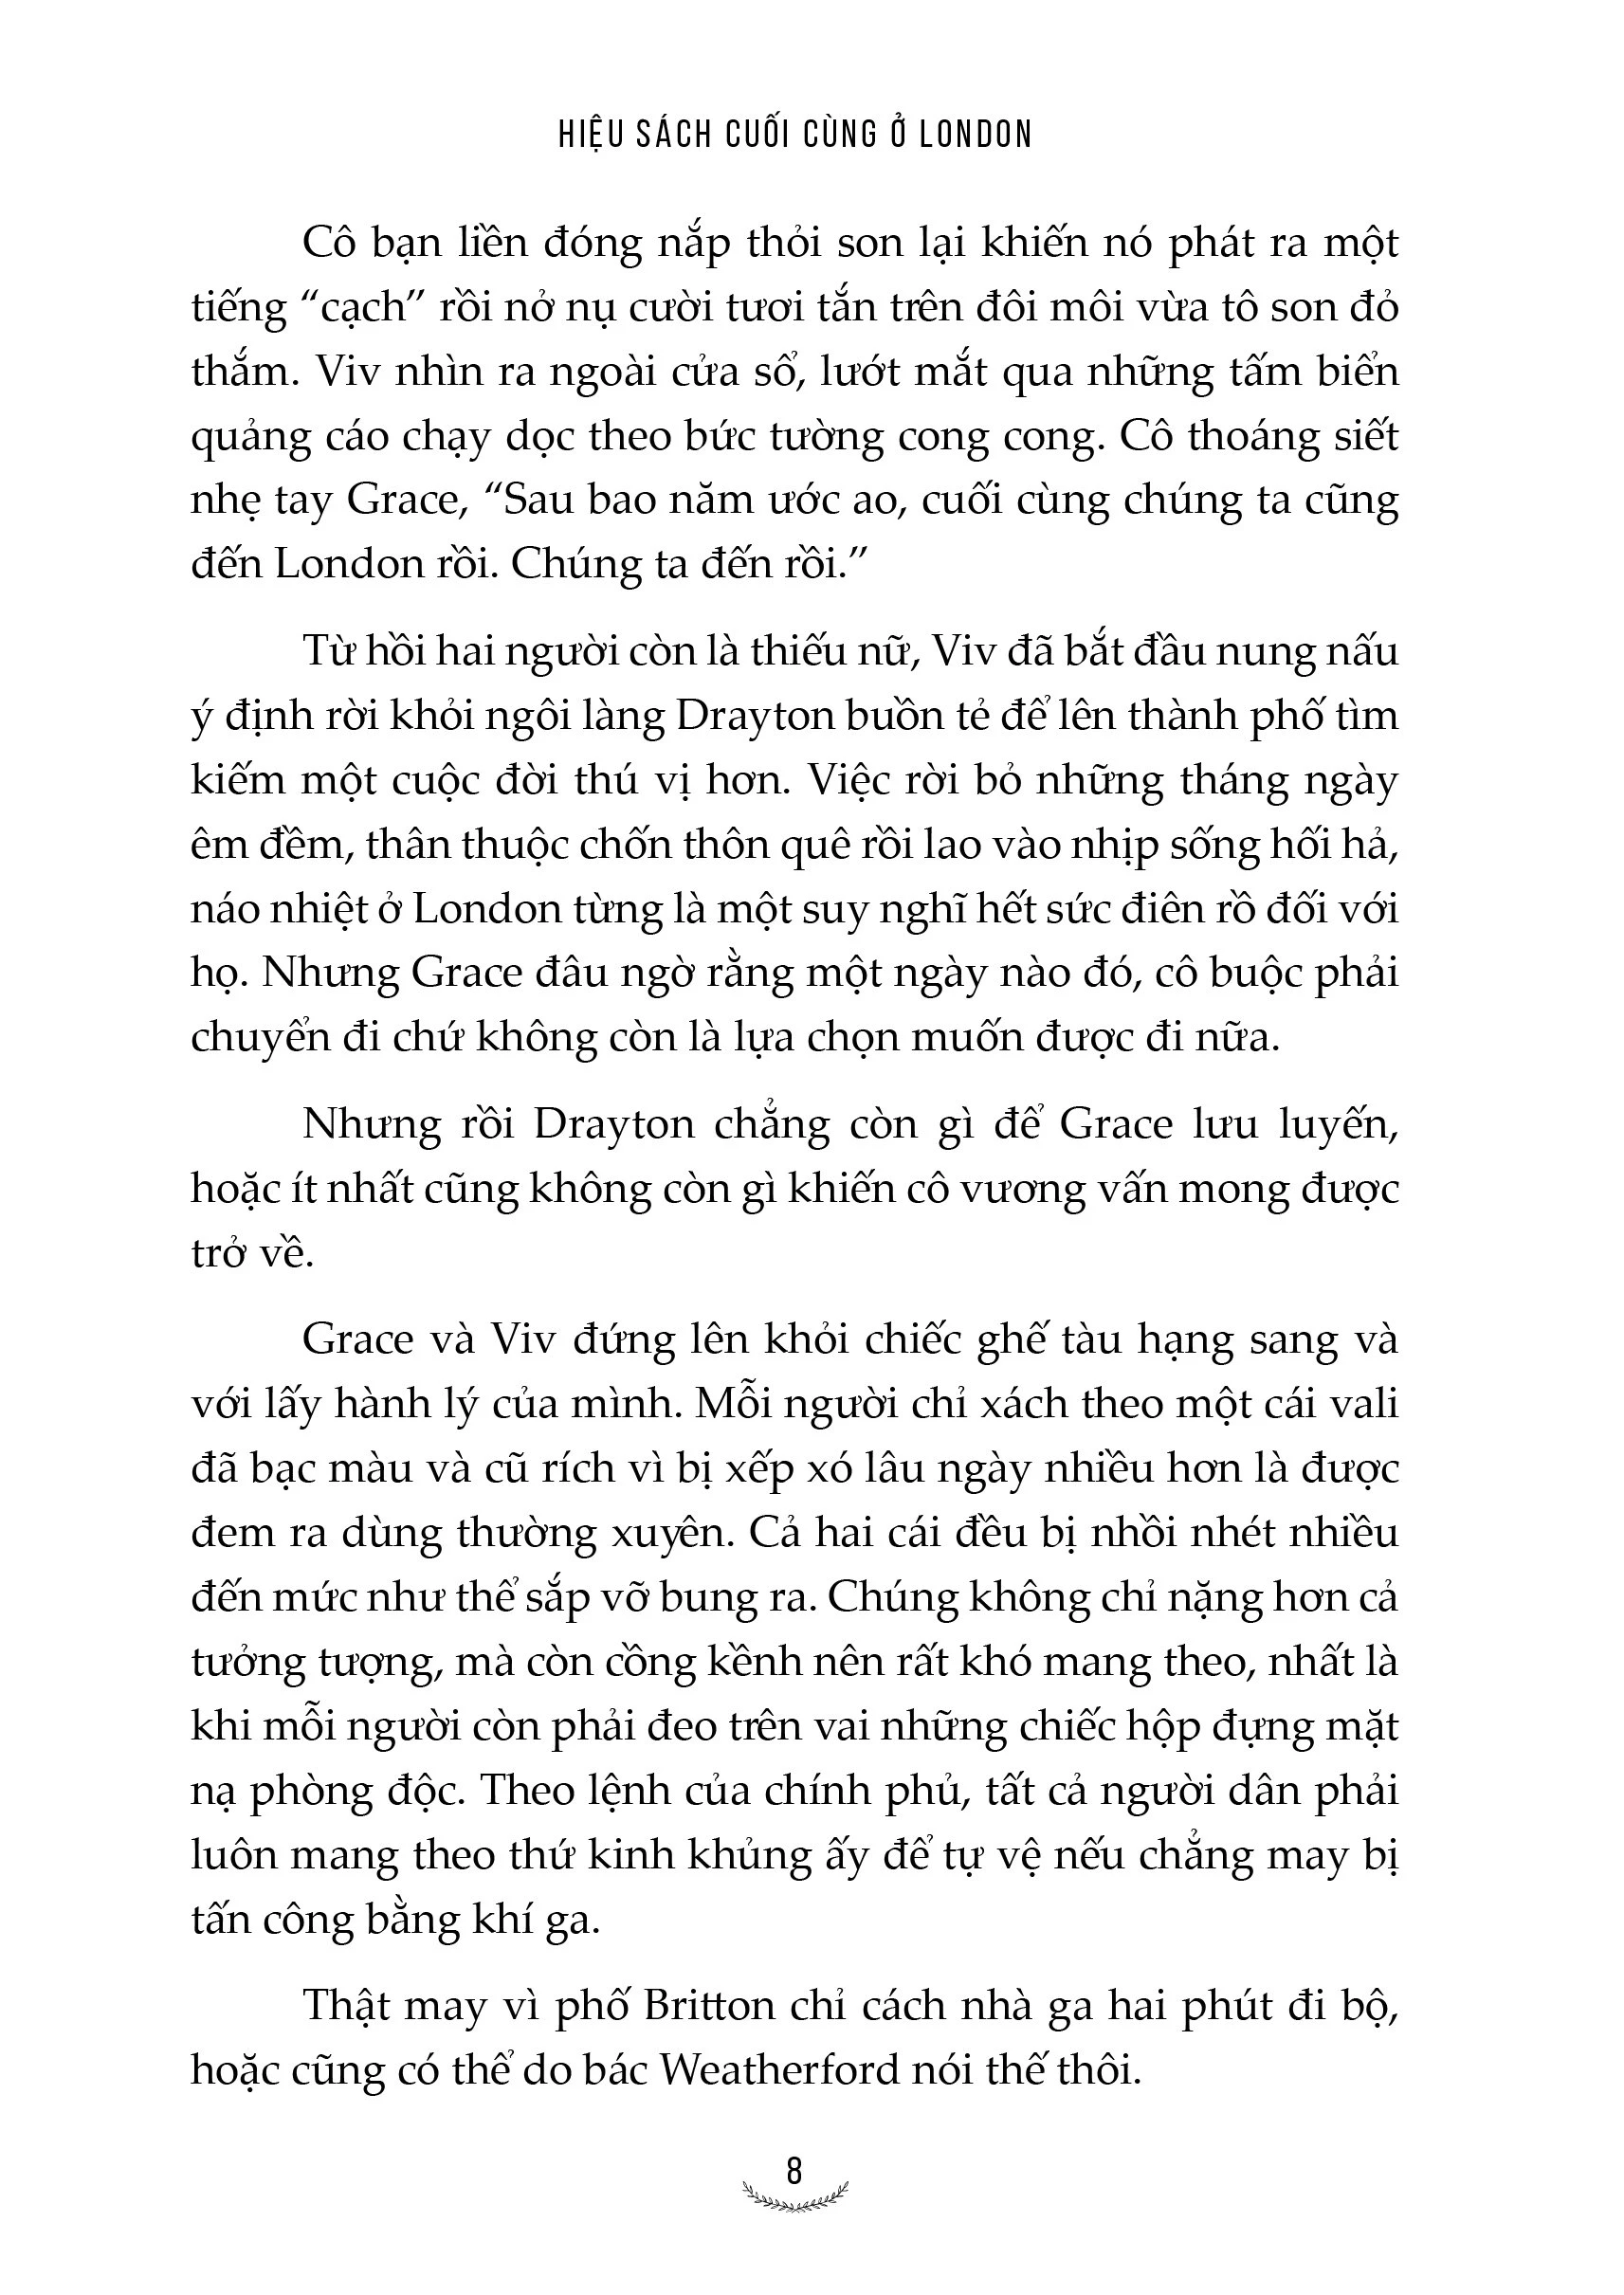 HIỆU SÁCH CUỐI CÙNG Ở LONDON
Cô bạn liền đóng nắp thỏi son lại khiến nó phát ra một
tiếng “cạch” rồi nở nụ cười tươi tắn trên đôi môi vừa tô son đỏ
thắm. Viv nhìn ra ngoài cửa sổ, lướt mắt qua những tấm biển
quảng cáo chạy dọc theo bức tường cong cong. Cô thoáng siết
nhẹ tay Grace, “Sau bao năm ước ao, cuối cùng chúng ta cũng
đến London rồi. Chúng ta đến rồi.”
Từ hồi hai người còn là thiếu nữ, Viv đã bắt đầu nung nấu
ý định rời khỏi ngôi làng Drayton buồn tẻ để lên thành phố tìm
kiếm một cuộc đời thú vị hơn. Việc rời bỏ những tháng ngày
êm đềm, thân thuộc chốn thôn quê rồi lao vào nhịp sống hối hả,
náo nhiệt ở London từng là một suy nghĩ hết sức điên rồ đối với
họ. Nhưng Grace đâu ngờ rằng một ngày nào đó, cô buộc phải
chuyển đi chứ không còn là lựa chọn muốn được đi nữa.
Nhưng rồi Drayton chẳng còn gì để Grace lưu luyến,
hoặc ít nhất cũng không còn gì khiến cô vương vấn mong được
trở về.
Grace và Viv đứng lên khỏi chiếc ghế tàu hạng sang và
với lấy hành lý của mình. Mỗi người chỉ xách theo một cái vali
đã bạc màu và cũ rích vì bị xếp xó lâu ngày nhiều hơn là được
đem ra dùng thường xuyên. Cả hai cái đều bị nhồi nhét nhiều
đến mức như thể sắp vỡ bung ra. Chúng không chỉ nặng hơn cả
tưởng tượng, mà còn cồng kềnh nên rất khó mang theo, nhất là
khi mỗi người còn phải đeo trên vai những chiếc hộp đựng mặt
nạ phòng độc. Theo lệnh của chính phủ, tất cả người dân phải
luôn mang theo thứ kinh khủng ấy để tự vệ nếu chẳng may bị
tấn công bằng khí ga.
Thật may vì phố Britton chỉ cách nhà ga hai phút đi bộ,
hoặc cũng có thể do bác Weatherford nói thế thôi.
8